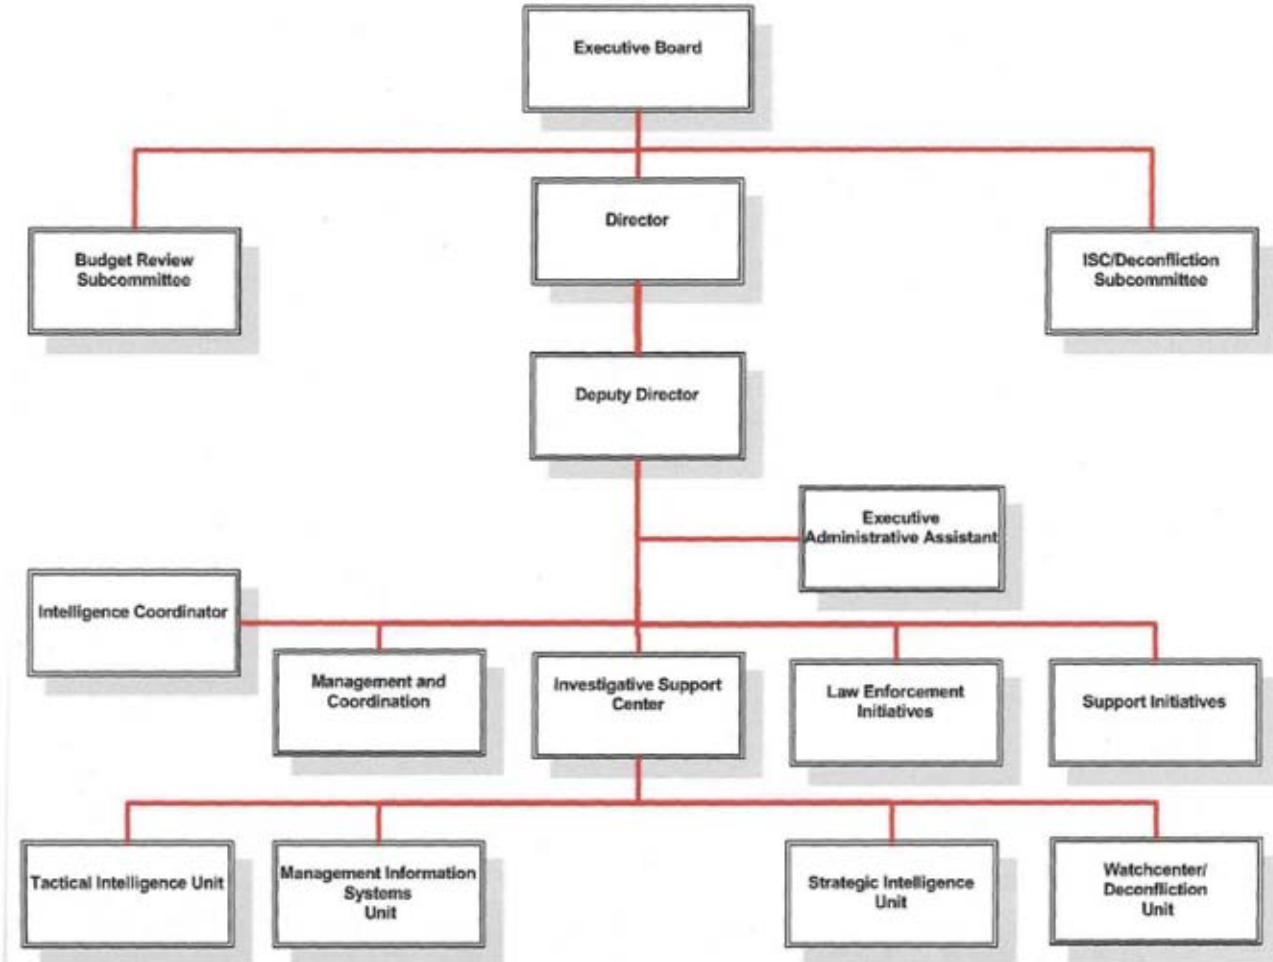 Executive Board
Director
Budget Review
Subcommittee
ISC/Deconfliction
Subcommittee
Deputy Director
Executive
Administrative Assistant
Intelligence Coordinator
Management and
Coordination
Investigative Support
Center
Law Enforcement
Initiatives
Support Initiatives
Tactical Intelligence Unit
Management Information
Systems
Unit
Strategic Intelligence
Unit
Watchcenter/
Deconfliction
Unit